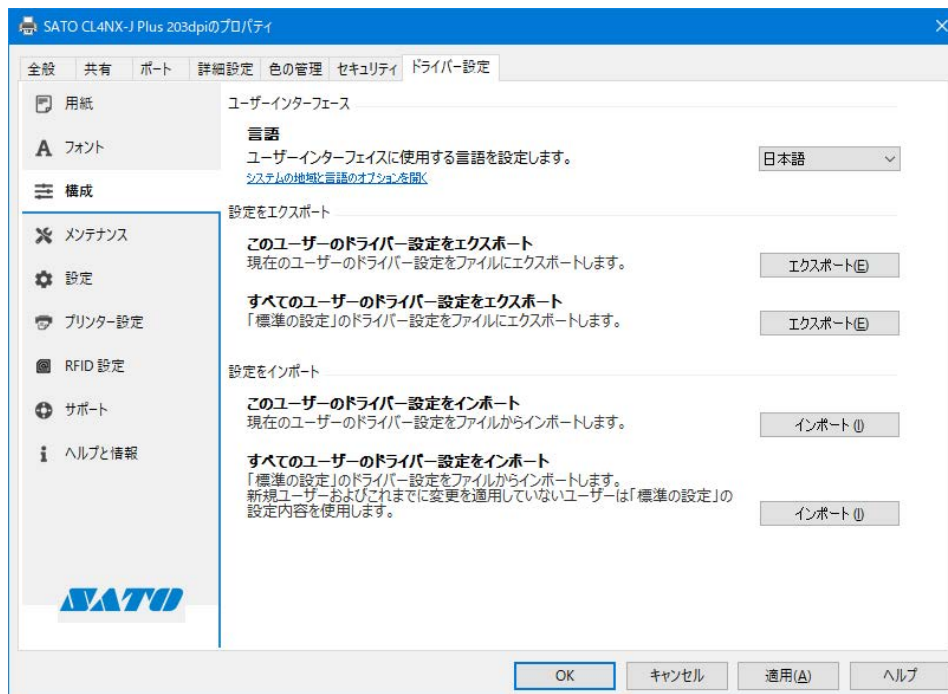 SATO CL4NX-J Plus 203dpiのプロパティ
全般 共有 ポート 詳細設定 色の管理 セキュリティ ドライバー設定
用紙
フォント
構成
メンテナンス
設定
プリンター設定
RFID 設定
サポート
ヘルプと情報
SATO
ユーザーインターフェース
言語
ユーザーインターフェイスに使用する言語を設定します。
日本語
システムの地域と言語のオプションを開く
設定をエクスポート
このユーザーのドライバー設定をエクスポート
現在のユーザーのドライバー設定をファイルにエクスポートします。
エクスポート(E)
すべてのユーザーのドライバー設定をエクスポート
「標準の設定」のドライバー設定をファイルにエクスポートします。
エクスポート(E)
設定をインポート
このユーザーのドライバー設定をインポート
現在のユーザーのドライバー設定をファイルからインポートします。
インポート(I)
すべてのユーザーのドライバー設定をインポート
「標準の設定」のドライバー設定をファイルからインポートします。
新規ユーザーおよびこれまでに変更を適用していないユーザーは「標準の設定」の
設定内容を使用します。
インポート(I)
OK キャンセル 適用(A) ヘルプ